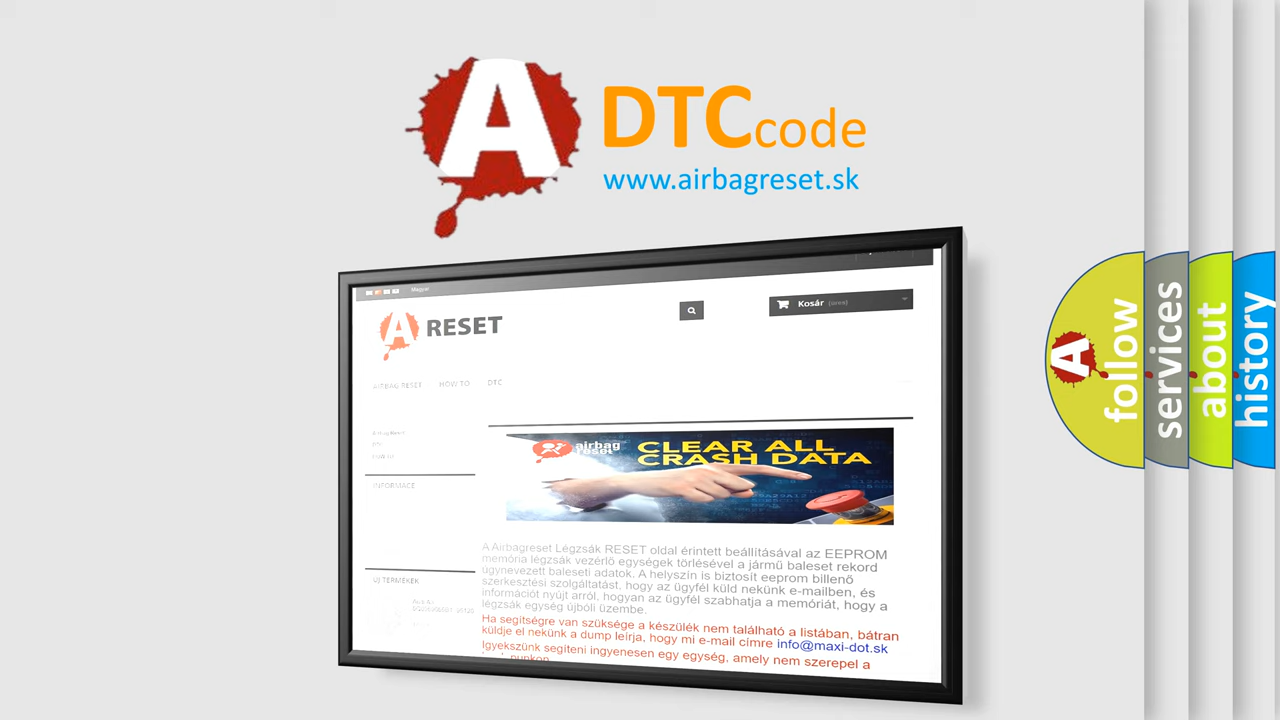 A DTCcode
www.airbagreset.sk
Magyar
Kosár (üres)
A RESET
AIRBAG RESET HOW TO DTC
airbag
reset
CLEAR ALL
CRASH DATA
INFORMACE
A Airbagreset Légzsák RESET oldal érintett beállításával az EEPROM
memória légzsák vezérlő egységek törlésével a jármű baleset rekord
úgynevezett baleseti adatok. A helyszín is biztosít eeprom billenő
szerkesztési szolgáltatást, hogy az ügyfél küld nekünk e-mailben, és
információt nyújt arról, hogyan az ügyfél szabhatja a memóriát, hogy a
légzsák egység újbóli üzembe.
ÚJ TERMÉKEK
Ha segítségre van szüksége a készülék nem található a listában, bátran
küldje el nekünk a dump leírja, hogy mi e-mail címre info@maxi-dot.sk
Igyekszünk segíteni ingyenesen egy egység, amely nem szerepel a
A follow
services
about
history